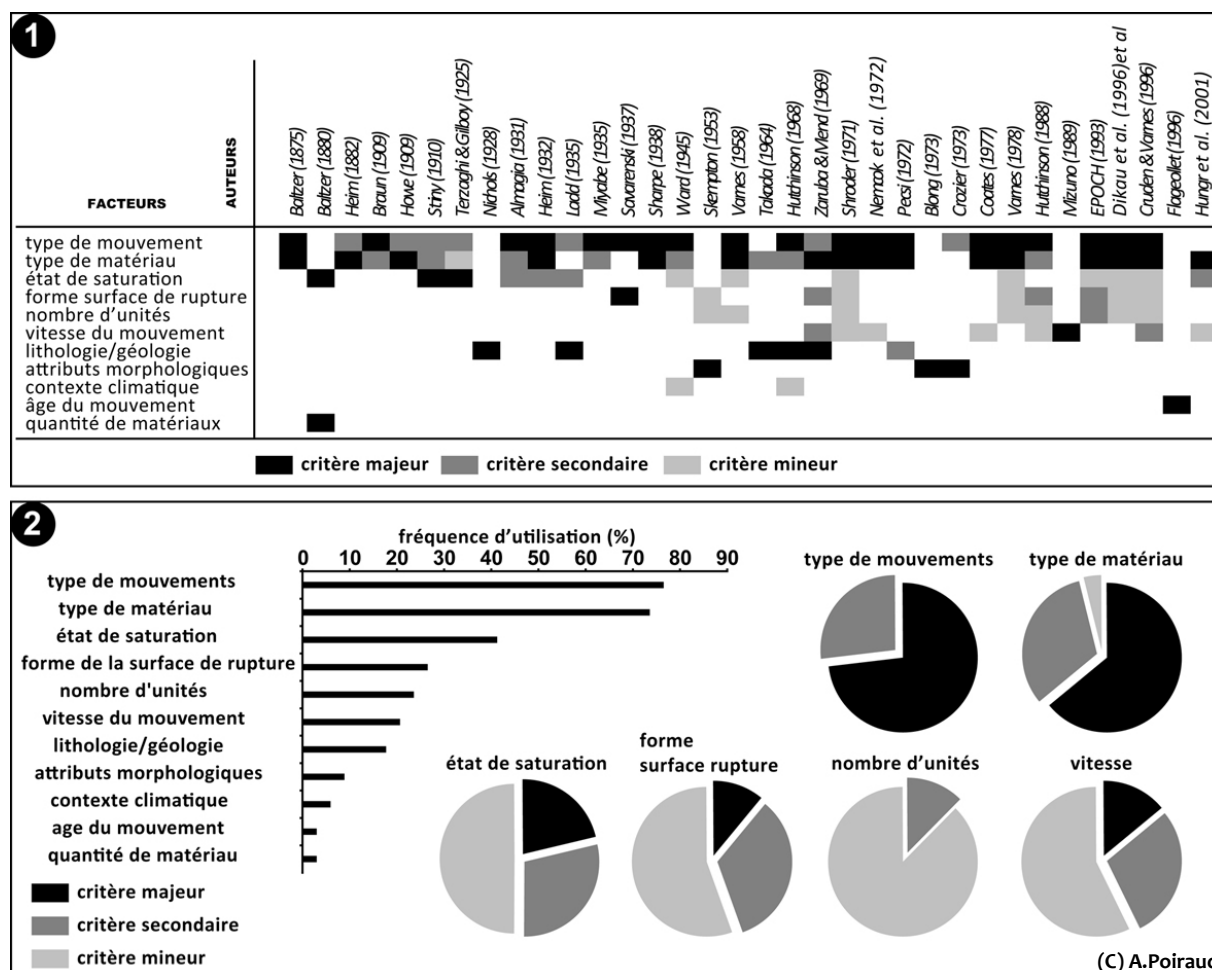 1
AUTEURS
FACTEURS
Baltzer (1875)
Baltzer (1880)
Heim (1882)
Braun (1909)
Howe (1909)
Stiny (1910)
Terzaghi & Gilboy (1925)
Nichols (1928)
Almagia (1931)
Heim (1932)
Ladd (1935)
Miyabe (1935)
Savarenski (1937)
Sharpe (1938)
Ward (1945)
Skempton (1953)
Varnes (1958)
Takada (1964)
Hutchinson (1968)
Zaruba & Mend (1969)
Shroder (1971)
Nemcok et al. (1972)
Pecsi (1972)
Blong (1973)
Crozier (1973)
Coates (1977)
Varnes (1978)
Hutchinson (1988)
Mizuno (1989)
EPOCH (1993)
Dikau et al. (1996) et al
Cruden & Varnes (1996)
Flageollet (1996)
Hungr et al. (2001)
type de mouvement
type de matériau
état de saturation
forme surface de rupture
nombre d'unités
vitesse du mouvement
lithologie/géologie
attributs morphologiques
contexte climatique
âge du mouvement
quantité de matériaux
critère majeur critère secondaire critère mineur
2
fréquence d'utilisation (%)
0 10 20 30 40 50 60 70 80 90
type de mouvements
type de matériau
état de saturation
forme de la surface de rupture
nombre d'unités
vitesse du mouvement
lithologie/géologie
attributs morphologiques
contexte climatique
age du mouvement
quantité de matériau
critère majeur
critère secondaire
critère mineur
type de mouvements
type de matériau
état de saturation
forme
surface rupture
nombre d'unités
vitesse
(C) A.Poiraud